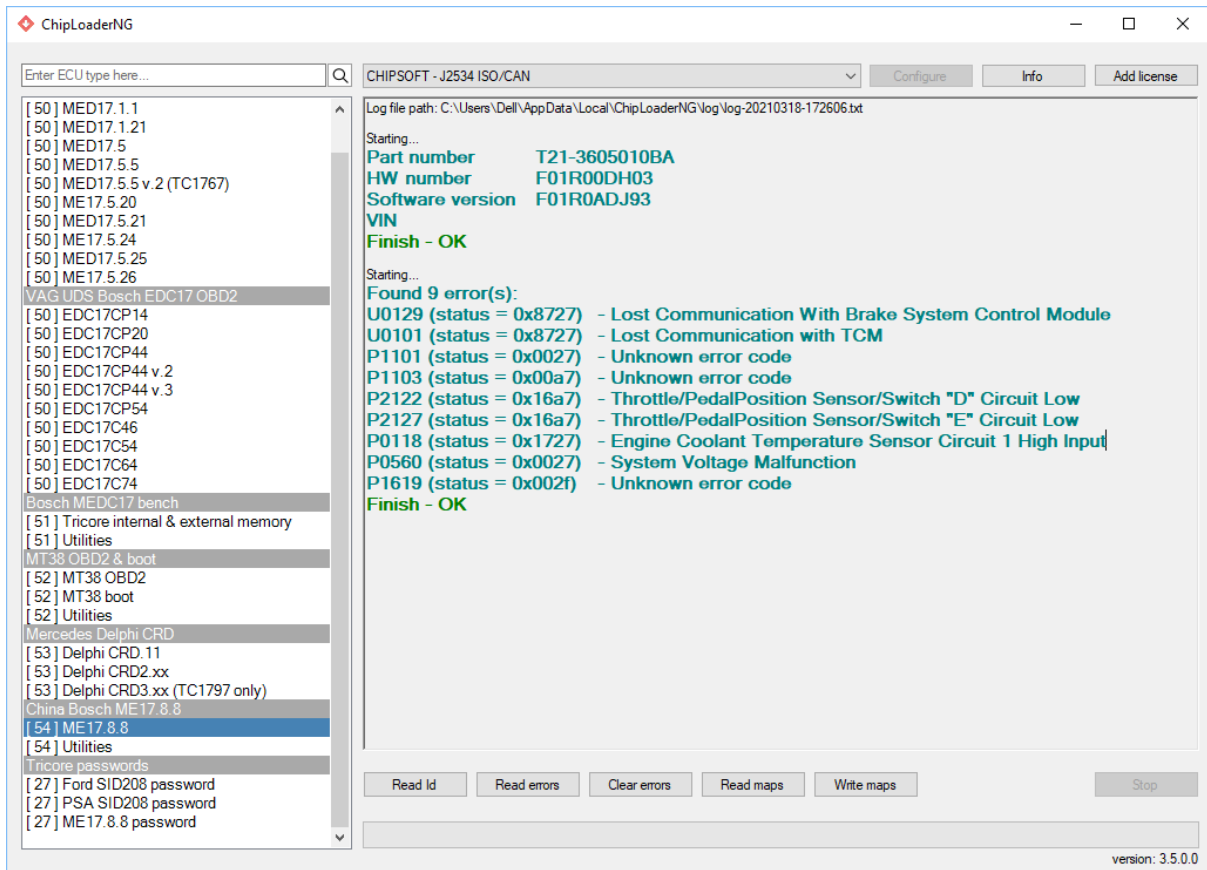 ChipLoaderNG
Enter ECU type here...
CHIPSOFT - J2534 ISO/CAN
Configure
Info
Add license
[ 50 ] MED17.1.1
[ 50 ] MED17.1.21
[ 50 ] MED17.5
[ 50 ] MED17.5.5
[ 50 ] MED17.5.5 v.2 (TC1767)
[ 50 ] ME17.5.20
[ 50 ] MED17.5.21
[ 50 ] ME17.5.24
[ 50 ] MED17.5.25
[ 50 ] ME17.5.26
VAG UDS Bosch EDC17 OBD2
[ 50 ] EDC17CP14
[ 50 ] EDC17CP20
[ 50 ] EDC17CP44
[ 50 ] EDC17CP44 v.2
[ 50 ] EDC17CP44 v.3
[ 50 ] EDC17CP54
[ 50 ] EDC17C46
[ 50 ] EDC17C54
[ 50 ] EDC17C64
[ 50 ] EDC17C74
Bosch MEDC17 bench
[ 51 ] Tricore internal & external memory
[ 51 ] Utilities
MT38 OBD2 & boot
[ 52 ] MT38 OBD2
[ 52 ] MT38 boot
[ 52 ] Utilities
Mercedes Delphi CRD
[ 53 ] Delphi CRD.11
[ 53 ] Delphi CRD2.xx
[ 53 ] Delphi CRD3.xx (TC1797 only)
China Bosch ME17.8.8
[ 54 ] ME17.8.8
[ 54 ] Utilities
Tricore passwords
[ 27 ] Ford SID208 password
[ 27 ] PSA SID208 password
[ 27 ] ME17.8.8 password
Log file path: C:\Users\Dell\AppData\Local\ChipLoaderNG\log\log-20210318-172606.txt
Starting...
Part number T21-3605010BA
HW number F01R00DH03
Software version F01R0ADJ93
VIN
Finish - OK
Starting...
Found 9 error(s):
U0129 (status = 0x8727) - Lost Communication With Brake System Control Module
U0101 (status = 0x8727) - Lost Communication with TCM
P1101 (status = 0x0027) - Unknown error code
P1103 (status = 0x00a7) - Unknown error code
P2122 (status = 0x16a7) - Throttle/PedalPosition Sensor/Switch "D" Circuit Low
P2127 (status = 0x16a7) - Throttle/PedalPosition Sensor/Switch "E" Circuit Low
P0118 (status = 0x1727) - Engine Coolant Temperature Sensor Circuit 1 High Input
P0560 (status = 0x0027) - System Voltage Malfunction
P1619 (status = 0x002f) - Unknown error code
Finish - OK
Read Id
Read errors
Clear errors
Read maps
Write maps
Stop
version: 3.5.0.0